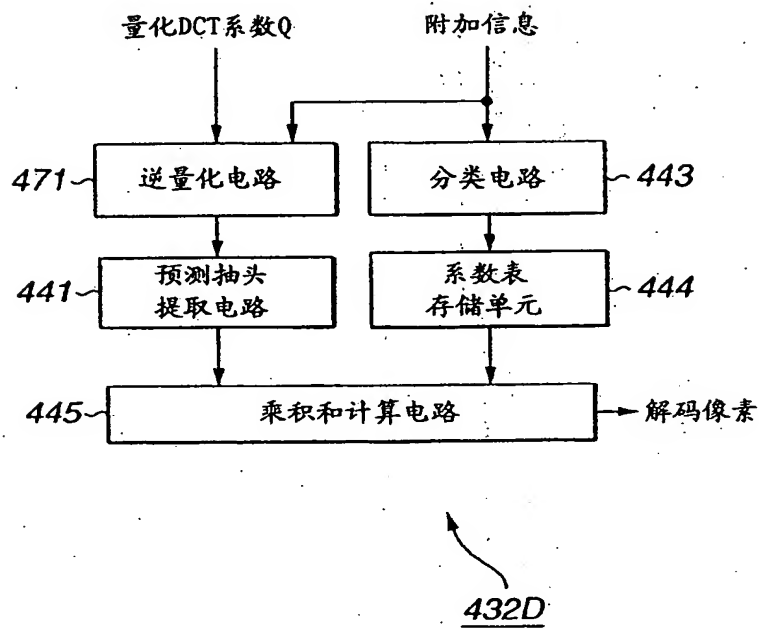 量化DCT系数Q
附加信息
471
逆量化电路
分类电路
443
441
预测抽头
提取电路
系数表
存储单元
444
445
乘积和计算电路
解码像素
432D